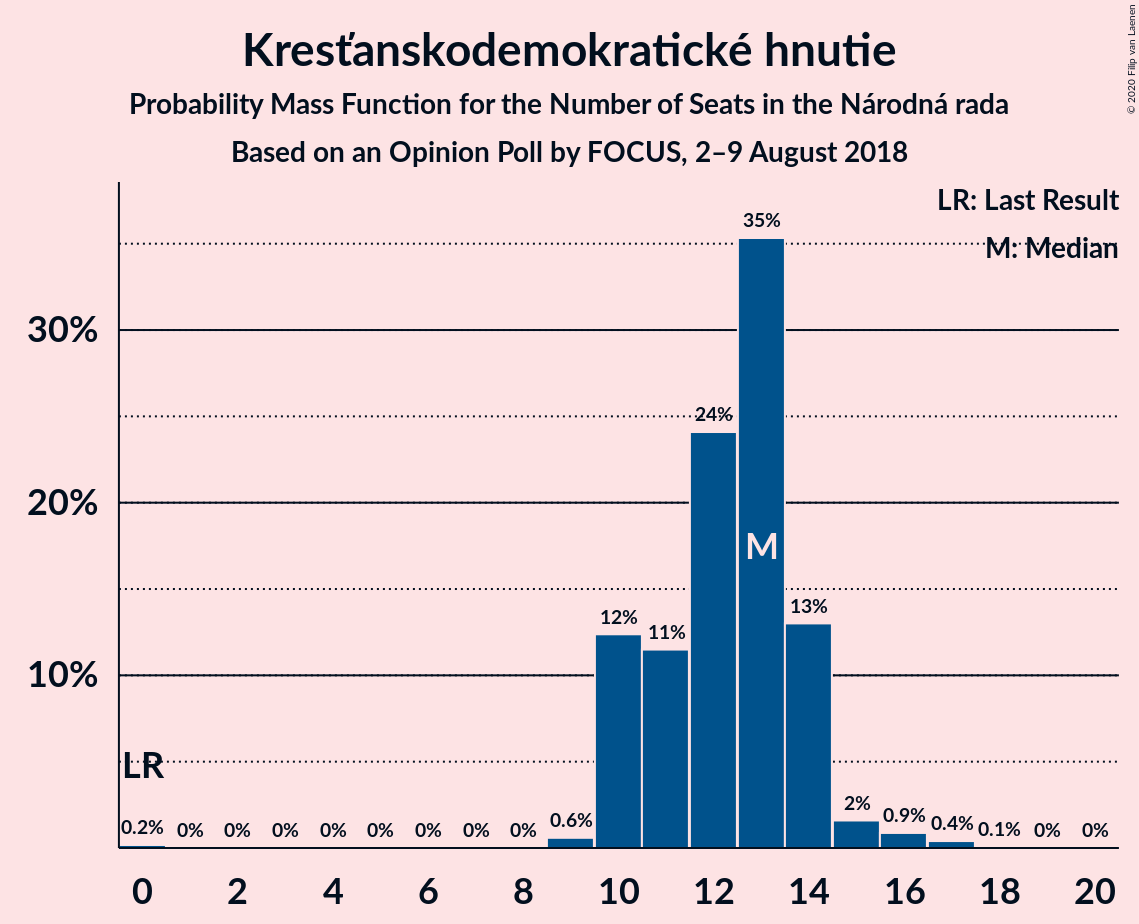 Kresťanskodemokratické hnutie
Probability Mass Function for the Number of Seats in the Národná rada
Based on an Opinion Poll by FOCUS, 2–9 August 2018
© 2020 Filip van Laenen
LR: Last Result
M: Median
30%
20%
10%
35%
24%
M
12%
11%
13%
LR
0.2%
0%
0%
0%
0%
0%
0%
0%
0%
0.6%
2%
0.9%
0.4%
0.1%
0%
0%
0 2 4 6 8 10 12 14 16 18 20